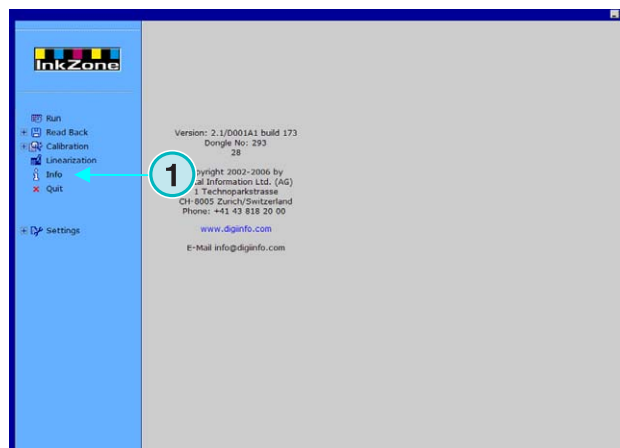 InkZone
Run
Read Back
Calibration
Linearization
Info
Quit
Settings
1
Version: 2.1/D001A1 build 173
Dongle No: 293
28
pyright 2002-2006 by
al Information Ltd. (AG)
1 Technoparkstrasse
CH-8005 Zurich/Switzerland
Phone: +41 43 818 20 00
www.digiinfo.com
E-Mail info@digiinfo.com